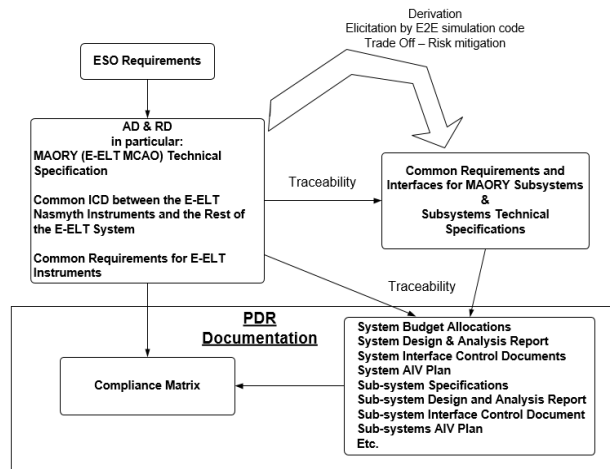 Derivation
Elicitation by E2E simulation code
Trade Off – Risk mitigation
ESO Requirements
AD & RD
in particular:
MAORY (E-ELT MCAO) Technical
Specification
Common ICD between the E-ELT
Nasmyth Instruments and the Rest of
the E-ELT System
Common Requirements for E-ELT
Instruments
Traceability
Common Requirements and
Interfaces for MAORY Subsystems
&
Subsystems Technical
Specifications
Traceability
PDR
Documentation
Compliance Matrix
System Budget Allocations
System Design & Analysis Report
System Interface Control Documents
System AIV Plan
Sub-system Specifications
Sub-system Design and Analysis Report
Sub-system Interface Control Document
Sub-systems AIV Plan
Etc.